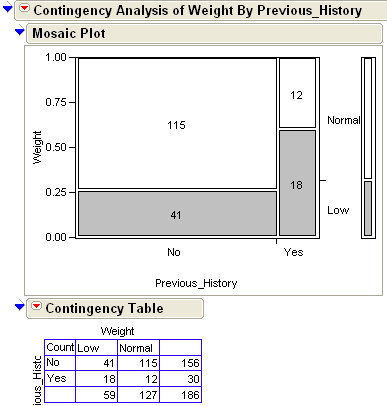 Contingency Analysis of Weight By Previous_History
Mosaic Plot
1.00
0.75
0.50
0.25
0.00
Weight
115
41
12
18
Normal
Low
No
Yes
Previous_History
Contingency Table
Weight
Count Low Normal
No 41 115 156
Yes 18 12 30
59 127 186
ious_Histo